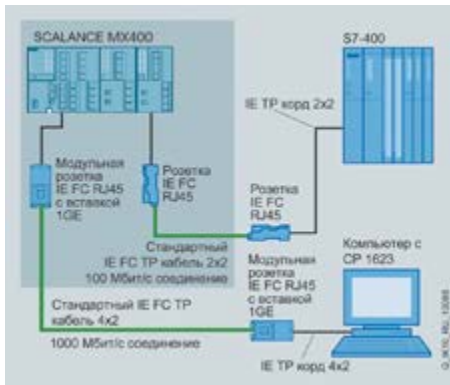 SCALANCE MX400
S7-400
IE TP корд 2x2
Модульная
розетка
IE FC RJ45
с вставкой
1GE
Розетка
IE FC
RJ45
Розетка
IE FC
RJ45
Стандартный
IE FC TP кабель 2x2
100 Мбит/с соединение
Модульная
розетка
IE FC RJ45
с вставкой
1GE
Компьютер с
CP 1623
Стандартный IE FC TP
кабель 4x2
1000 Мбит/с соединение
IE TP корд 4x2